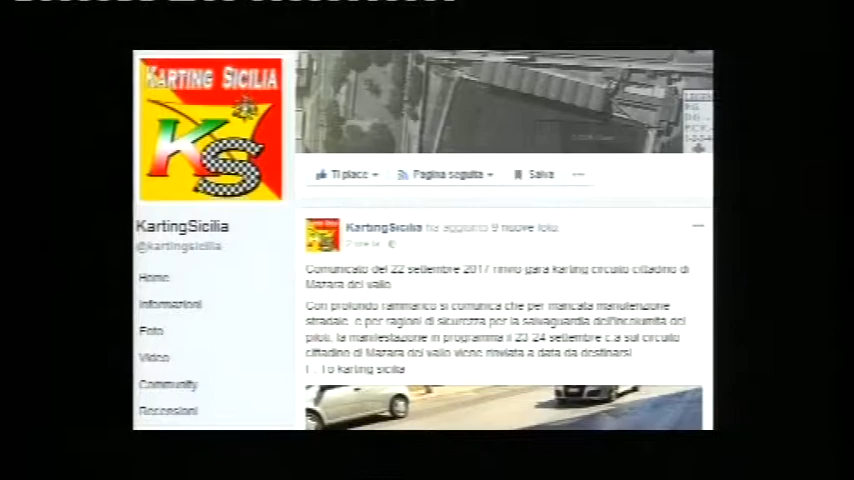 KARTING SICILIA
KS
Ti place
Pagina seguita
Salva
KartingSicilia
@kartingsicilia
Home
Informazioni
Foto
Video
Community
Recensioni
KartingSicilia ha aggiunto 9 nuove foto.
2 ore fa
Comunicato del 22 settembre 2017 rinvio gara karting circuito cittadino di
Mazara del vallo
Con profondo rammarico si comunica che per mancata manutenzione
stradale, e per ragioni di sicurezza per la salvaguardia dell'incolumità dei
piloti, la manifestazione in programma il 23-24 settembre c.a sul circuito
cittadino di Mazara del vallo viene rinviata a data da destinarsi
karting sicilia